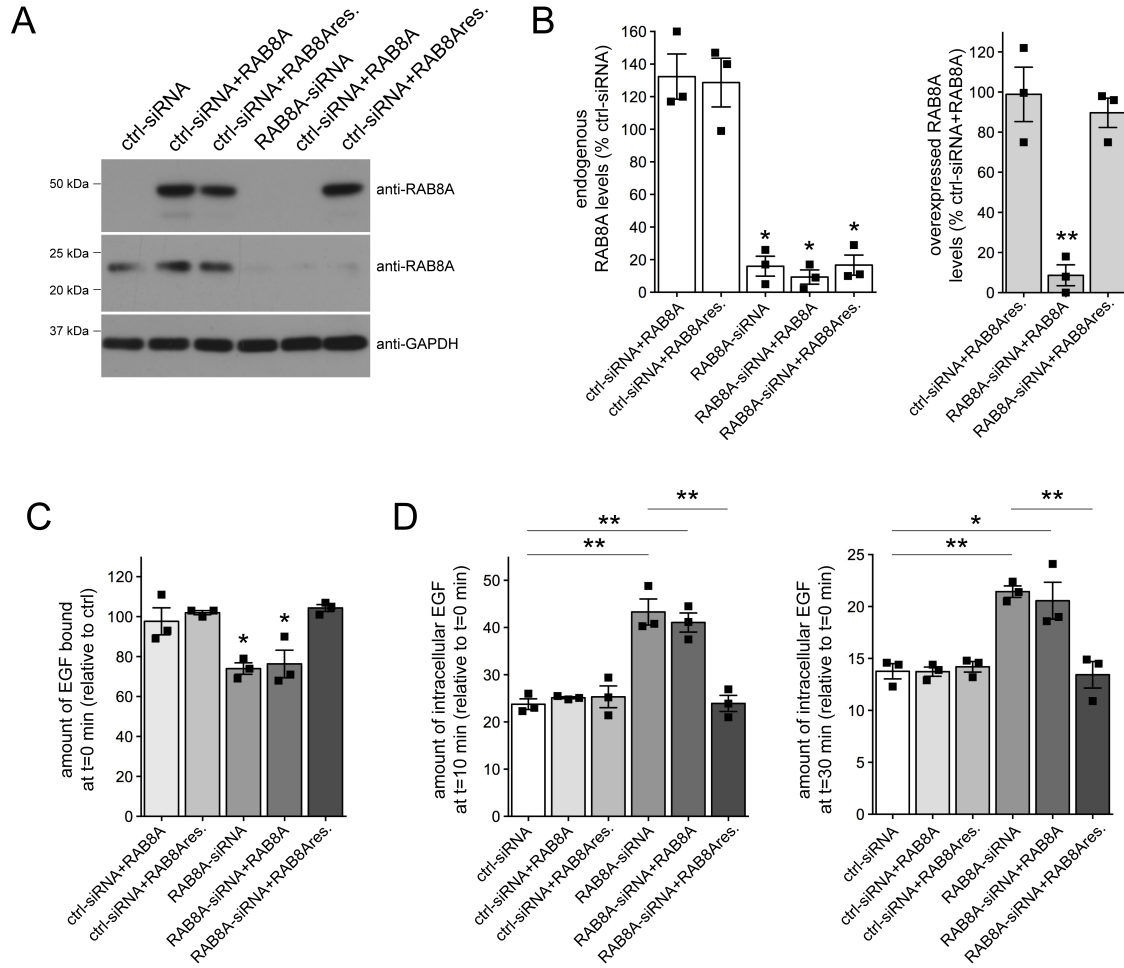 A
ctrl-siRNA
ctrl-siRNA+RAB8A
ctrl-siRNA+RAB8Ares.
RAB8A-siRNA
ctrl-siRNA+RAB8A
ctrl-siRNA+RAB8Ares.
50 kDa
anti-RAB8A
25 kDa
20 kDa
anti-RAB8A
37 kDa
anti-GAPDH
B
endogenous
RAB8A levels (% ctrl-siRNA)
160
140
120
100
80
60
40
20
0
*
*
*
ctrl-siRNA+RAB8A
ctrl-siRNA+RAB8Ares.
RAB8A-siRNA
RAB8A-siRNA+RAB8A
RAB8A-siRNA+RAB8Ares.
overexpressed RAB8A
levels (% ctrl-siRNA+RAB8A)
120
100
80
60
40
20
0
**
ctrl-siRNA+RAB8Ares.
RAB8A-siRNA+RAB8A
RAB8A-siRNA+RAB8Ares.
C
amount of EGF bound
at t=0 min (relative to ctrl)
120
100
80
60
40
20
0
*
*
ctrl-siRNA+RAB8A
ctrl-siRNA+RAB8Ares.
RAB8A-siRNA
RAB8A-siRNA+RAB8A
RAB8A-siRNA+RAB8Ares.
D
amount of intracellular EGF
at t=10 min (relative to t=0 min)
50
40
30
20
10
0
**
**
**
ctrl-siRNA
ctrl-siRNA+RAB8A
ctrl-siRNA+RAB8Ares.
RAB8A-siRNA
RAB8A-siRNA+RAB8A
RAB8A-siRNA+RAB8Ares.
amount of intracellular EGF
at t=30 min (relative to t=0 min)
25
20
15
10
5
0
**
*
**
ctrl-siRNA
ctrl-siRNA+RAB8A
ctrl-siRNA+RAB8Ares.
RAB8A-siRNA
RAB8A-siRNA+RAB8A
RAB8A-siRNA+RAB8Ares.